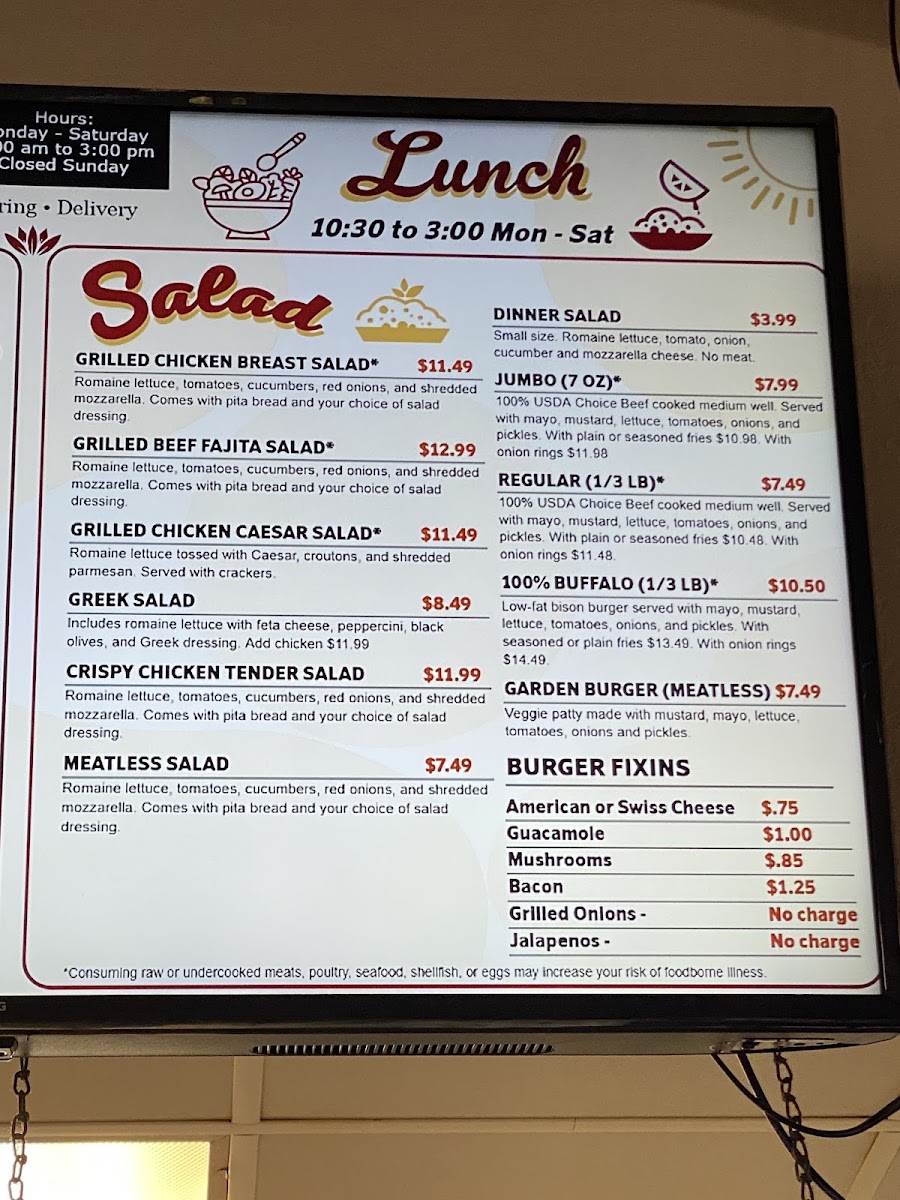 Hours:
onday - Saturday
00 am to 3:00 pm
Closed Sunday
ring • Delivery
Lunch
10:30 to 3:00 Mon - Sat
Salad
GRILLED CHICKEN BREAST SALAD* $11.49
Romaine lettuce, tomatoes, cucumbers, red onions, and shredded
mozzarella. Comes with pita bread and your choice of salad
dressing.
GRILLED BEEF FAJITA SALAD* $12.99
Romaine lettuce, tomatoes, cucumbers, red onions, and shredded
mozzarella. Comes with pita bread and your choice of salad
dressing.
GRILLED CHICKEN CAESAR SALAD* $11.49
Romaine lettuce tossed with Caesar, croutons, and shredded
parmesan. Served with crackers.
GREEK SALAD $8.49
Includes romaine lettuce with feta cheese, peppercini, black
olives, and Greek dressing. Add chicken $11.99
CRISPY CHICKEN TENDER SALAD $11.99
Romaine lettuce, tomatoes, cucumbers, red onions, and shredded
mozzarella. Comes with pita bread and your choice of salad
dressing.
MEATLESS SALAD $7.49
Romaine lettuce, tomatoes, cucumbers, red onions, and shredded
mozzarella. Comes with pita bread and your choice of salad
dressing.
DINNER SALAD $3.99
Small size. Romaine lettuce, tomato, onion,
cucumber and mozzarella cheese. No meat.
JUMBO (7 OZ)* $7.99
100% USDA Choice Beef cooked medium well. Served
with mayo, mustard, lettuce, tomatoes, onions, and
pickles. With plain or seasoned fries $10.98. With
onion rings $11.98
REGULAR (1/3 LB)* $7.49
100% USDA Choice Beef cooked medium well. Served
with mayo, mustard, lettuce, tomatoes, onions, and
pickles. With plain or seasoned fries $10.48. With
onion rings $11.48.
100% BUFFALO (1/3 LB)* $10.50
Low-fat bison burger served with mayo, mustard,
lettuce, tomatoes, onions, and pickles. With
seasoned or plain fries $13.49. With onion rings
$14.49.
GARDEN BURGER (MEATLESS) $7.49
Veggie patty made with mustard, mayo, lettuce,
tomatoes, onions and pickles.
BURGER FIXINS
American or Swiss Cheese $.75
Guacamole $1.00
Mushrooms $.85
Bacon $1.25
Grilled Onions - No charge
Jalapenos - No charge
*Consuming raw or undercooked meats, poultry, seafood, shellfish, or eggs may increase your risk of foodborne illness.
G